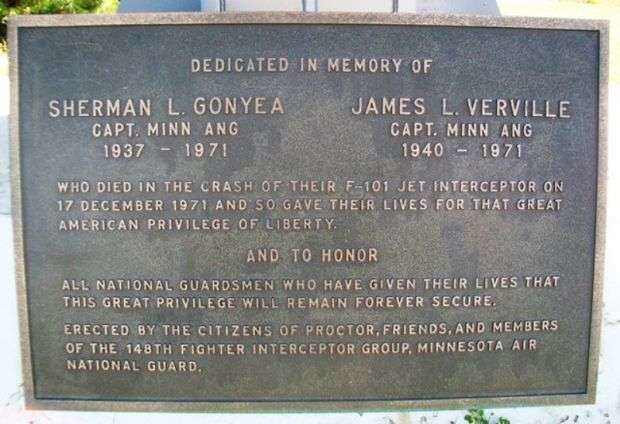 DEDICATED IN MEMORY OF
SHERMAN L. GONYEA JAMES L. VERVILLE
CAPT. MINN ANG CAPT. MINN ANG
1937 - 1971 1940 - 1971
WHO DIED IN THE CRASH OF THEIR F-101 JET INTERCEPTOR ON
17 DECEMBER 1971 AND SO GAVE THEIR LIVES FOR THAT GREAT
AMERICAN PRIVILEGE OF LIBERTY.
AND TO HONOR
ALL NATIONAL GUARDSMEN WHO HAVE GIVEN THEIR LIVES THAT
THIS GREAT PRIVILEGE WILL REMAIN FOREVER SECURE.
ERECTED BY THE CITIZENS OF PROCTOR, FRIENDS, AND MEMBERS
OF THE 148TH FIGHTER INTERCEPTOR GROUP, MINNESOTA AIR
NATIONAL GUARD.